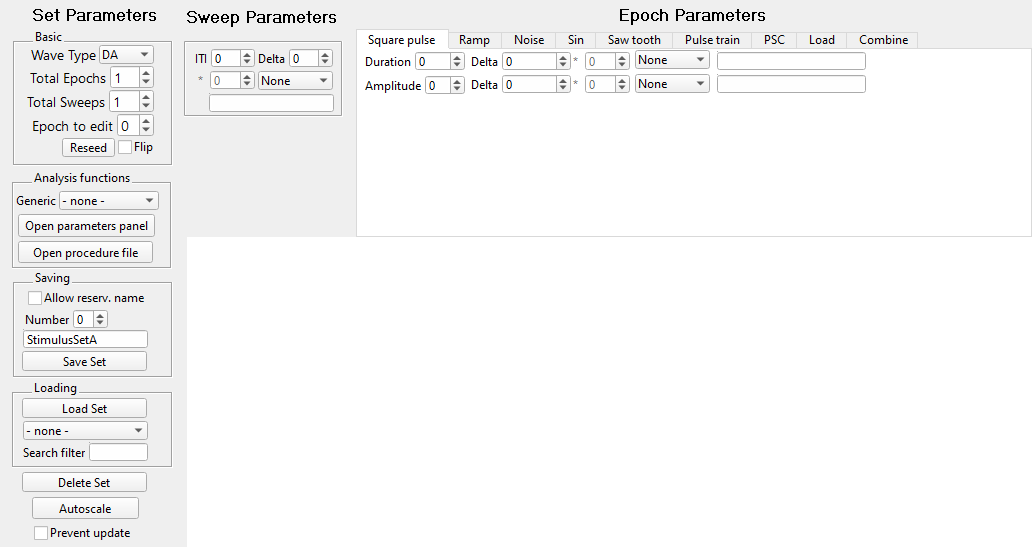 Set Parameters
Sweep Parameters
Epoch Parameters
Basic
Wave Type DA
Total Epochs 1
Total Sweeps 1
Epoch to edit 0
Reseed Flip
ITI 0 Delta 0
* 0 None
Square pulse Ramp Noise Sin Saw tooth Pulse train PSC Load Combine
Duration 0 Delta 0 * 0 None
Amplitude 0 Delta 0 * 0 None
Analysis functions
Generic - none -
Open parameters panel
Open procedure file
Saving
Allow reserv. name
Number 0
StimulusSetA
Save Set
Loading
Load Set
- none -
Search filter
Delete Set
Autoscale
Prevent update